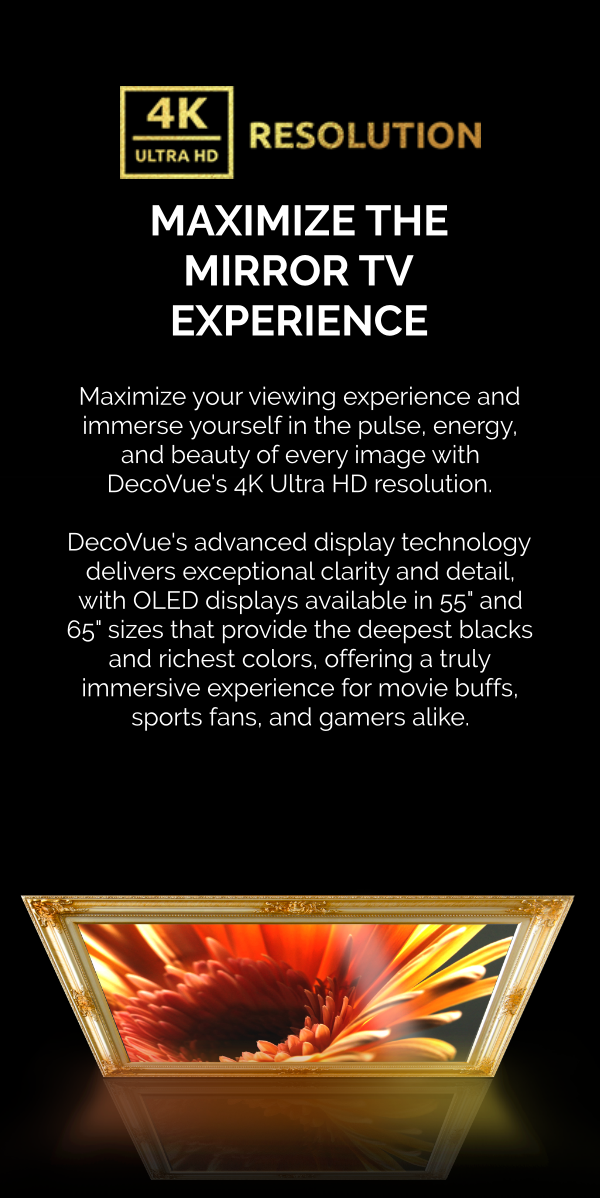 4K
ULTRA HD
RESOLUTION
MAXIMIZE THE
MIRROR TV
EXPERIENCE
Maximize your viewing experience and
immerse yourself in the pulse, energy,
and beauty of every image with
DecoVue's 4K Ultra HD resolution.
DecoVue's advanced display technology
delivers exceptional clarity and detail,
with OLED displays available in 55" and
65" sizes that provide the deepest blacks
and richest colors, offering a truly
immersive experience for movie buffs,
sports fans, and gamers alike.